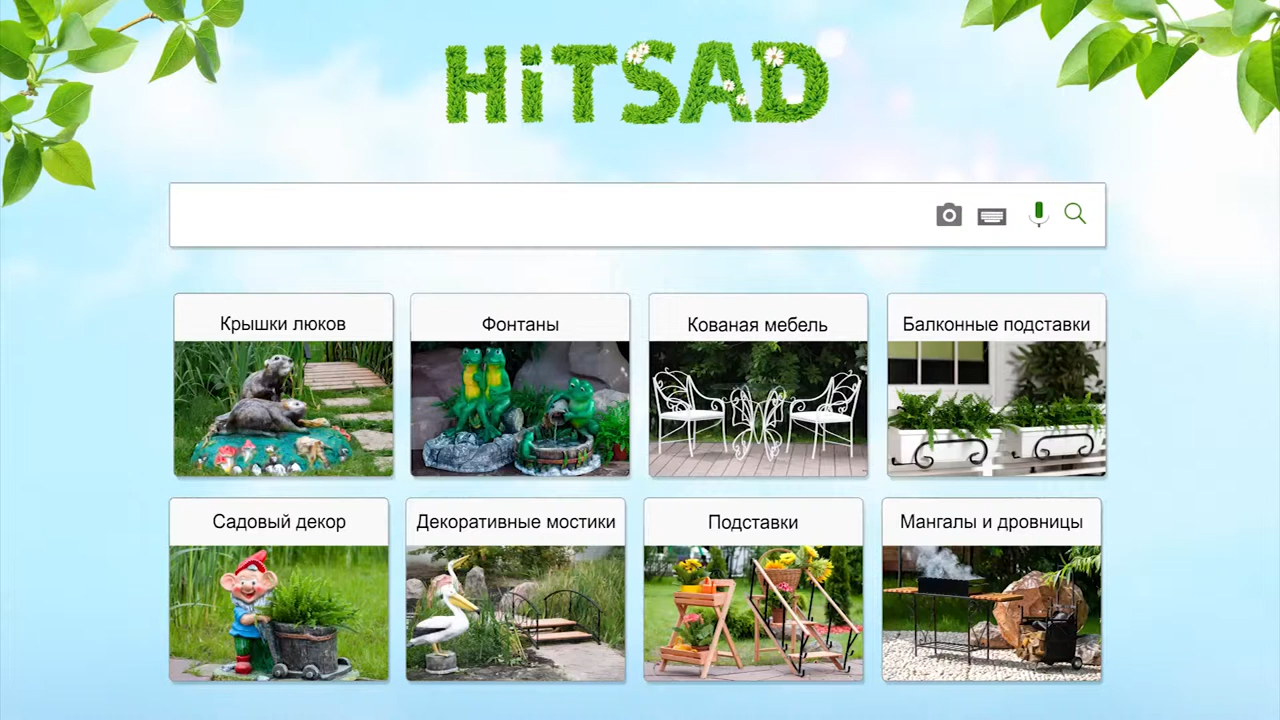 HiTSAD
Крышки люков
Фонтаны
Кованая мебель
Балконные подставки
Садовый декор
Декоративные мостики
Подставки
Мангалы и дровницы